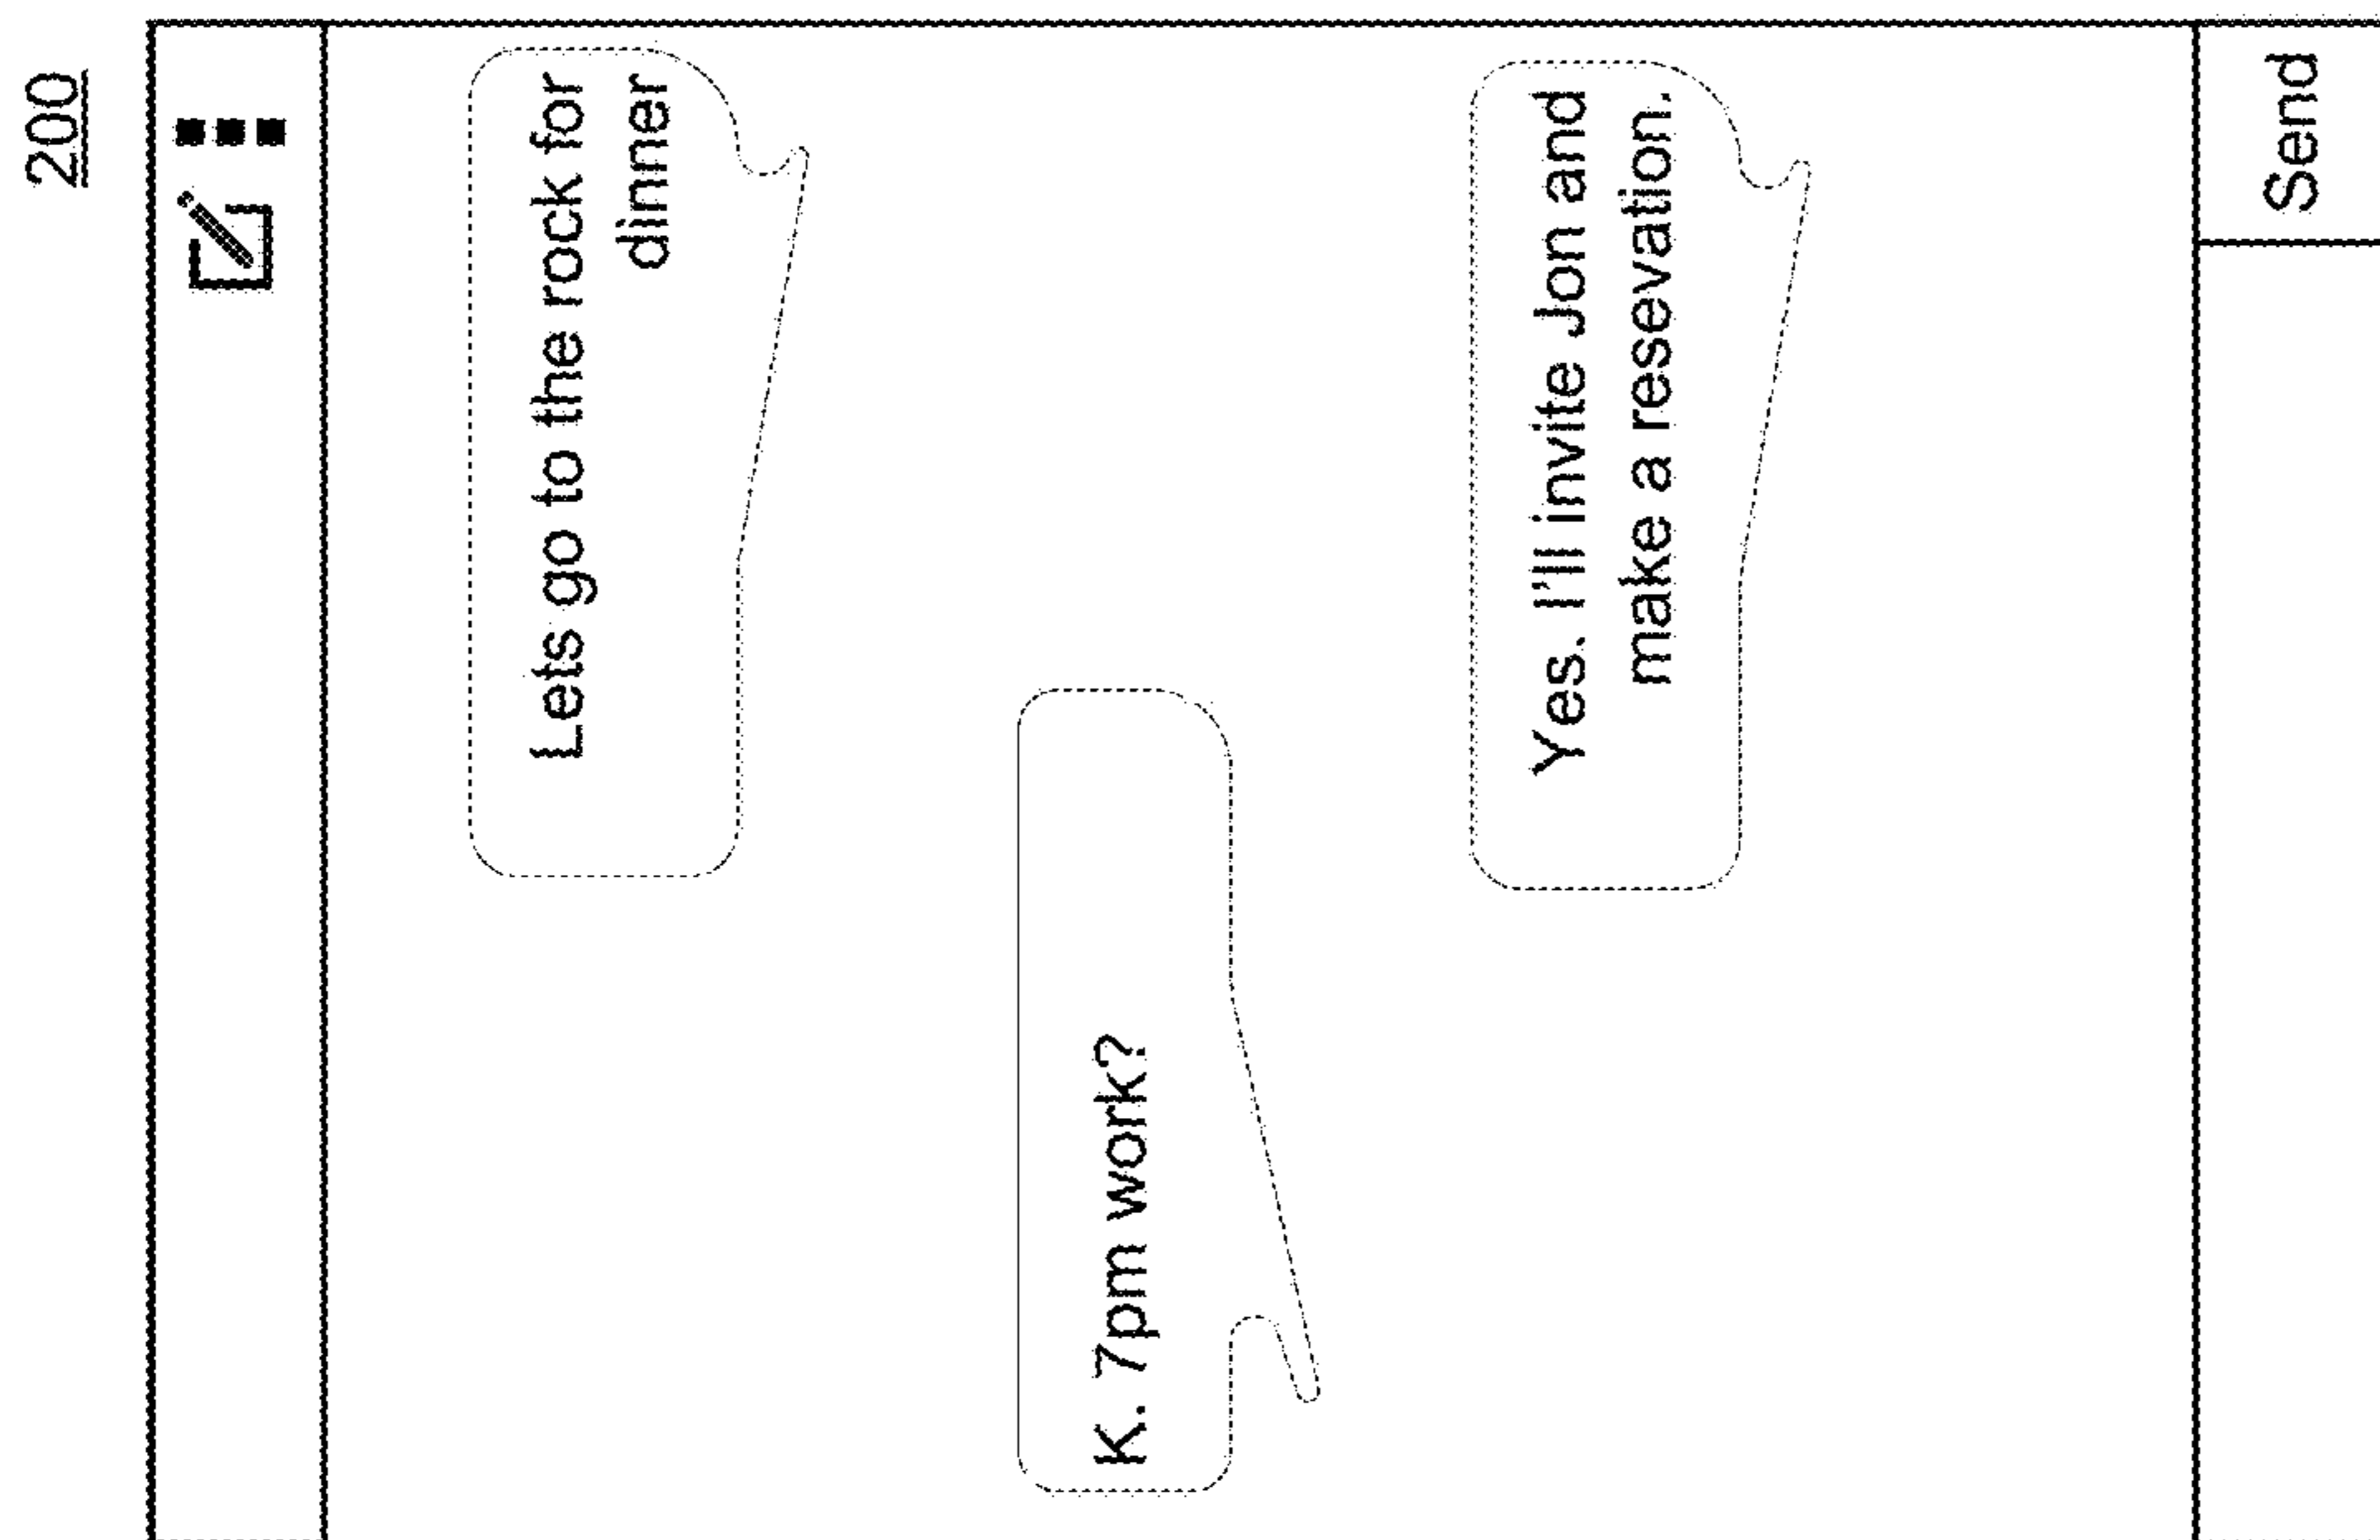 200
Lets go to the rock for
dinner
K. 7pm work?
Yes. I'll invite Jon and
make a resevation.
Send